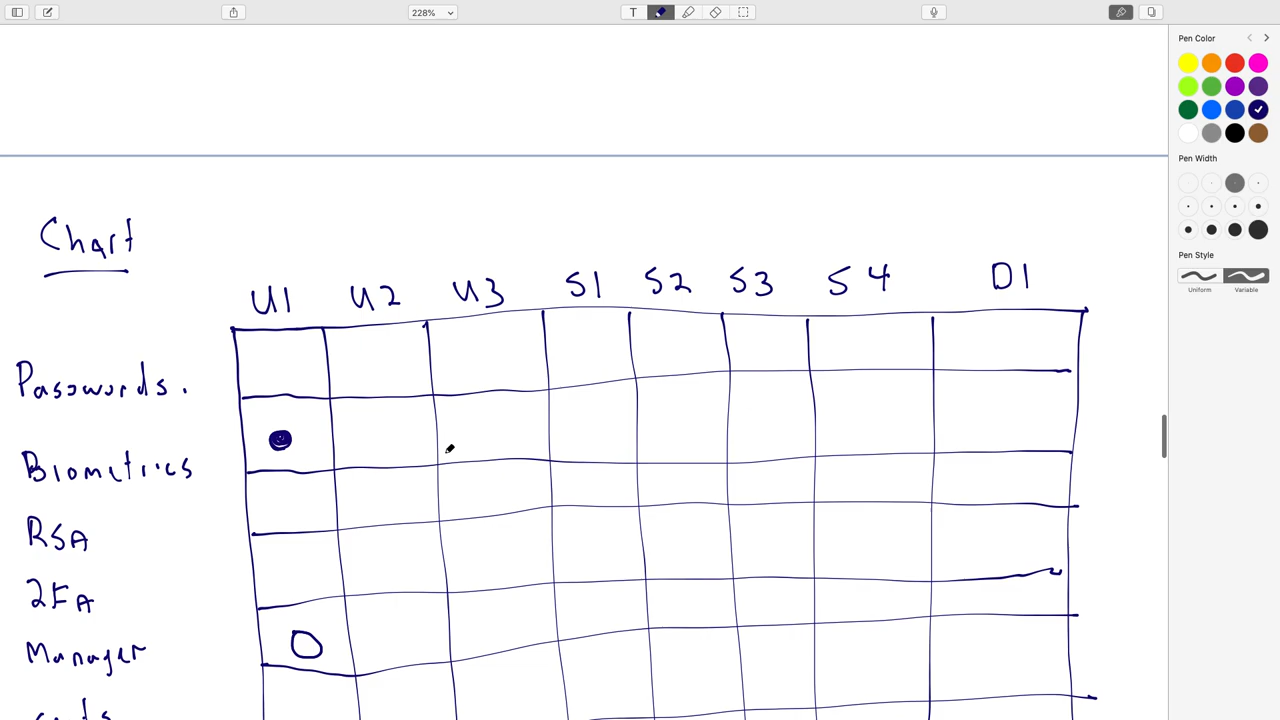 228%
T
Pen Color
Pen Width
Pen Style
Uniform
Variable
Chart
U1 U2 U3 S1 S2 S3 S4 D1
Passwords.
Biometrics
RSA
2FA
Manager